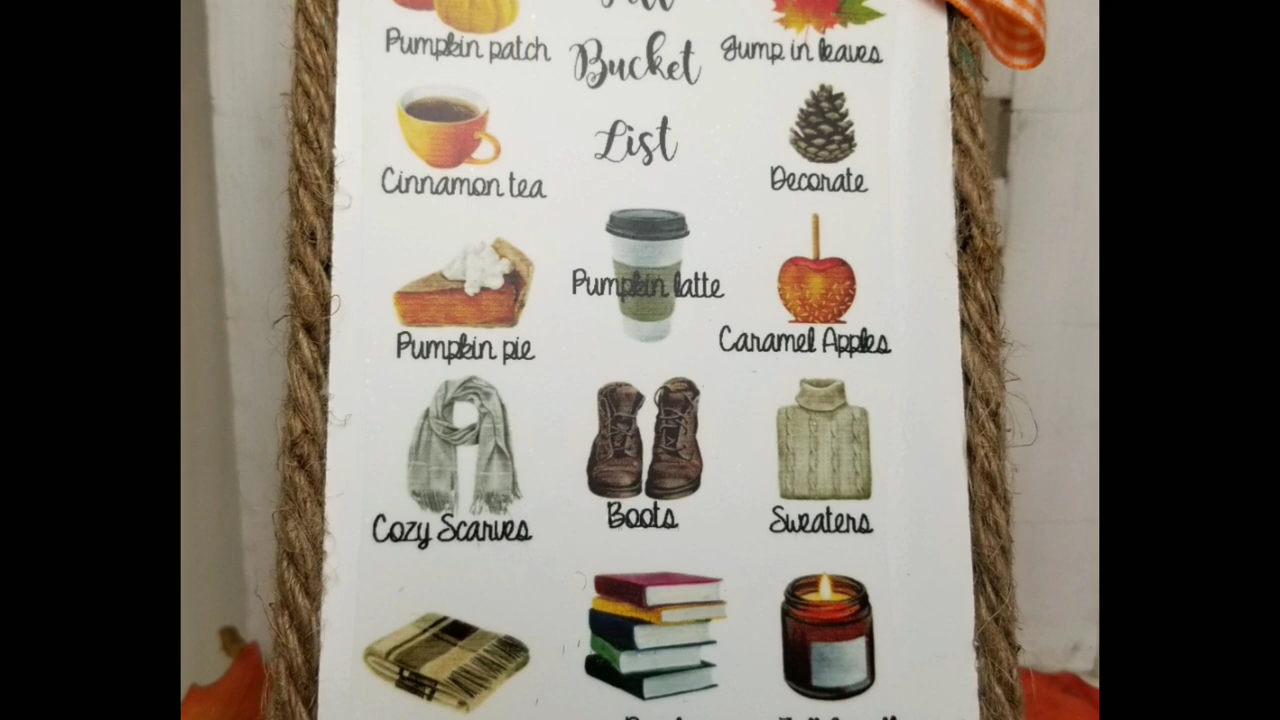 Fall
Bucket
List
Pumpkin patch
Jump in leaves
Cinnamon tea
Decorate
Pumpkin pie
Pumpkin latte
Caramel Apples
Cozy Scarves
Boots
Sweaters